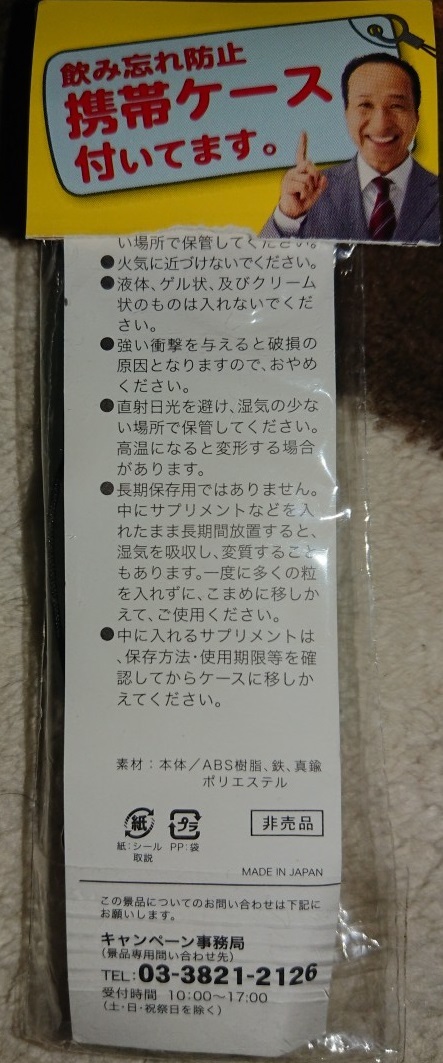 飲み忘れ防止
携帯ケース
付いてます。
い場所で保管してください。
●火気に近づけないでください。
●液体、ゲル状、及びクリーム
状のものは入れないでくだ
さい。
●強い衝撃を与えると破損の
原因となりますので、おやめ
ください。
●直射日光を避け、湿気の少な
い場所で保管してください。
高温になると変形する場合
があります。
●長期保存用ではありません。
中にサプリメントなどを入
れたまま長期間放置すると、
湿気を吸収し、変質すること
もあります。一度に多くの粒
を入れずに、こまめに移しか
えて、ご使用ください。
●中に入れるサプリメントは
、保存方法・使用期限等を確
認してからケースに移しか
えてください。
素材：本体／ABS樹脂、鉄、真鍮
ポリエステル
紙 プラ 非売品
紙：シール PP：袋
取説
MADE IN JAPAN
この景品についてのお問い合わせは下記に
お願いします。
キャンペーン事務局
（景品専用問い合わせ先）
TEL：03-3821-2126
受付時間 10：00～17：00
（土・日・祝祭日を除く）